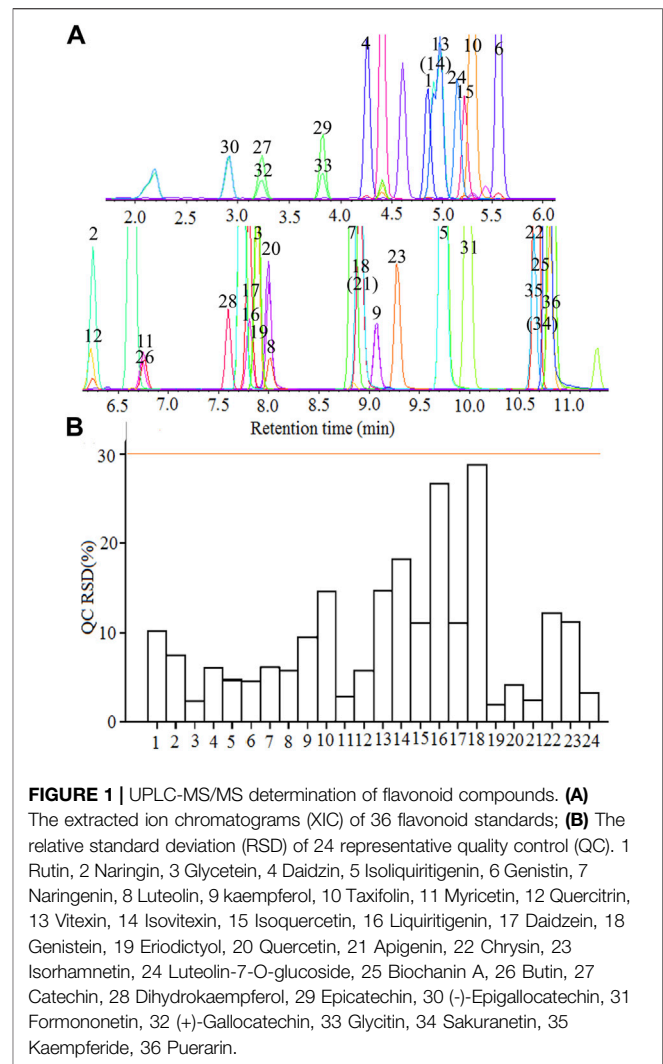 A
4
13
10
6
(14)
1
24
15
29
30
27
32
33
2.0 2.5 3.0 3.5 4.0 4.5 5.0 5.5 6.0
2
3
7
5
22
20
31
18
23
25
(21)
17
28
35
36
16
9
(34)
12
19
11
8
26
6.5 7.0 7.5 8.0 8.5 9.0 9.5 10.0 10.5 11.0
Retention time (min)
B
30
20
10
0
QC RSD(%)
1 2 3 4 5 6 7 8 9 10 11 12 13 14 15 16 17 18 19 20 21 22 23 24
FIGURE 1 | UPLC-MS/MS determination of flavonoid compounds. (A)
The extracted ion chromatograms (XIC) of 36 flavonoid standards; (B) The
relative standard deviation (RSD) of 24 representative quality control (QC). 1
Rutin, 2 Naringin, 3 Glycetein, 4 Daidzin, 5 Isoliquiritigenin, 6 Genistin, 7
Naringenin, 8 Luteolin, 9 kaempferol, 10 Taxifolin, 11 Myricetin, 12 Quercitrin,
13 Vitexin, 14 Isovitexin, 15 Isoquercetin, 16 Liquiritigenin, 17 Daidzein, 18
Genistein, 19 Eriodictyol, 20 Quercetin, 21 Apigenin, 22 Chrysin, 23
Isorhamnetin, 24 Luteolin-7-O-glucoside, 25 Biochanin A, 26 Butin, 27
Catechin, 28 Dihydrokaempferol, 29 Epicatechin, 30 (-)-Epigallocatechin, 31
Formononetin, 32 (+)-Gallocatechin, 33 Glycitin, 34 Sakuranetin, 35
Kaempferide, 36 Puerarin.